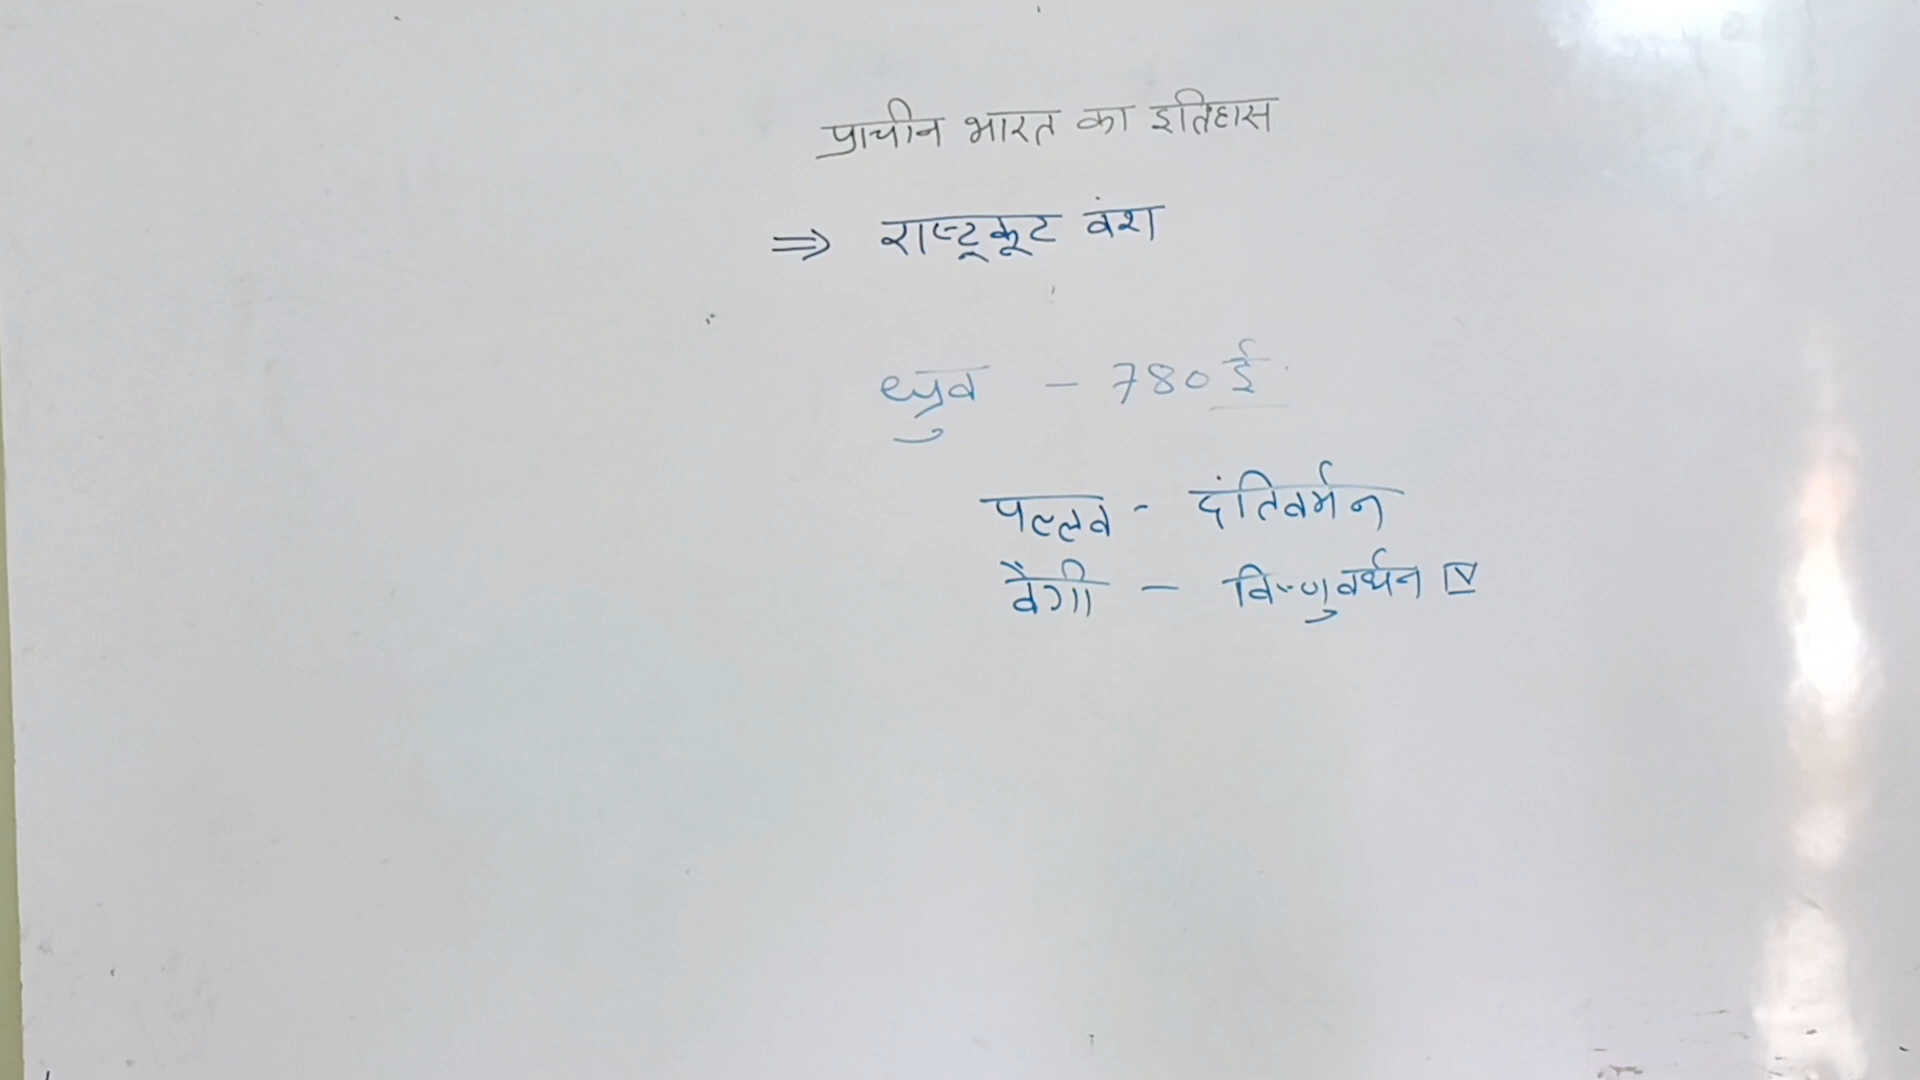 प्राचीन भारत का इतिहास
⇒ राष्ट्रकूट वंश
ध्रुव - 780 ई.
पल्लव - दंतिवर्मन
वैंगी - विष्णुवर्धन IV